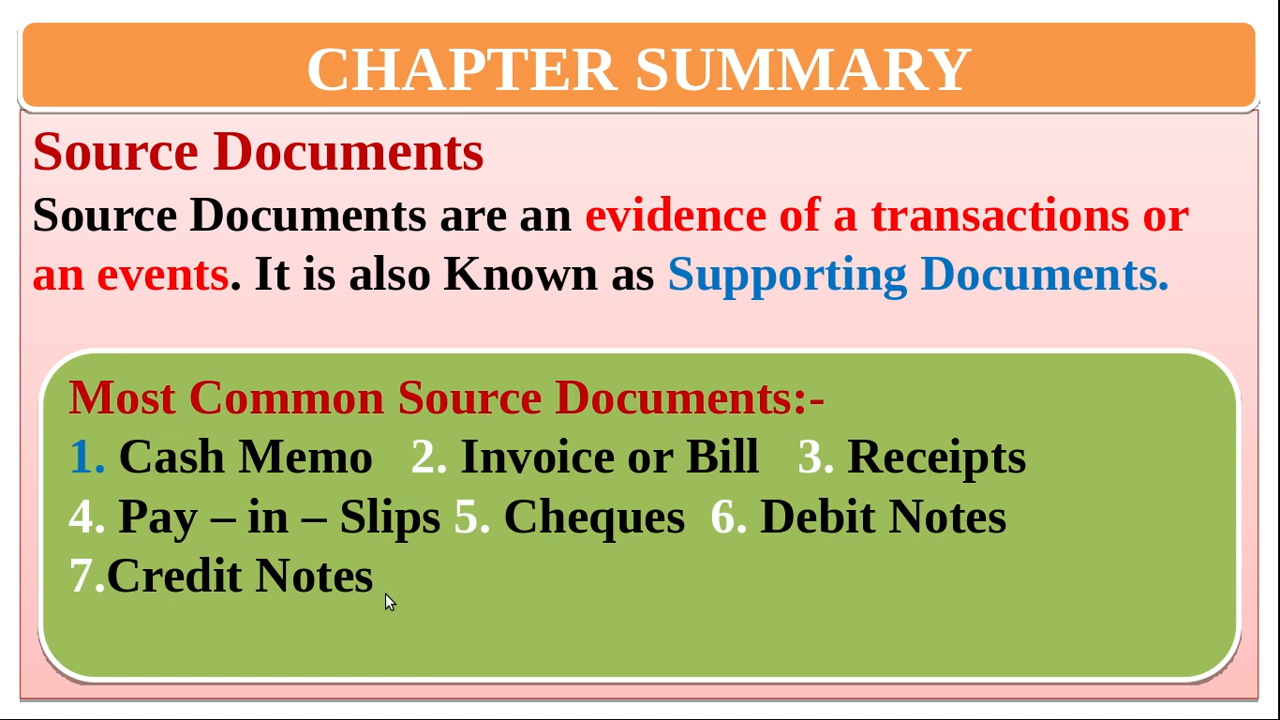 CHAPTER SUMMARY
Source Documents
Source Documents are an evidence of a transactions or
an events. It is also Known as Supporting Documents.
Most Common Source Documents:-
1. Cash Memo 2. Invoice or Bill 3. Receipts
4. Pay – in – Slips 5. Cheques 6. Debit Notes
7.Credit Notes